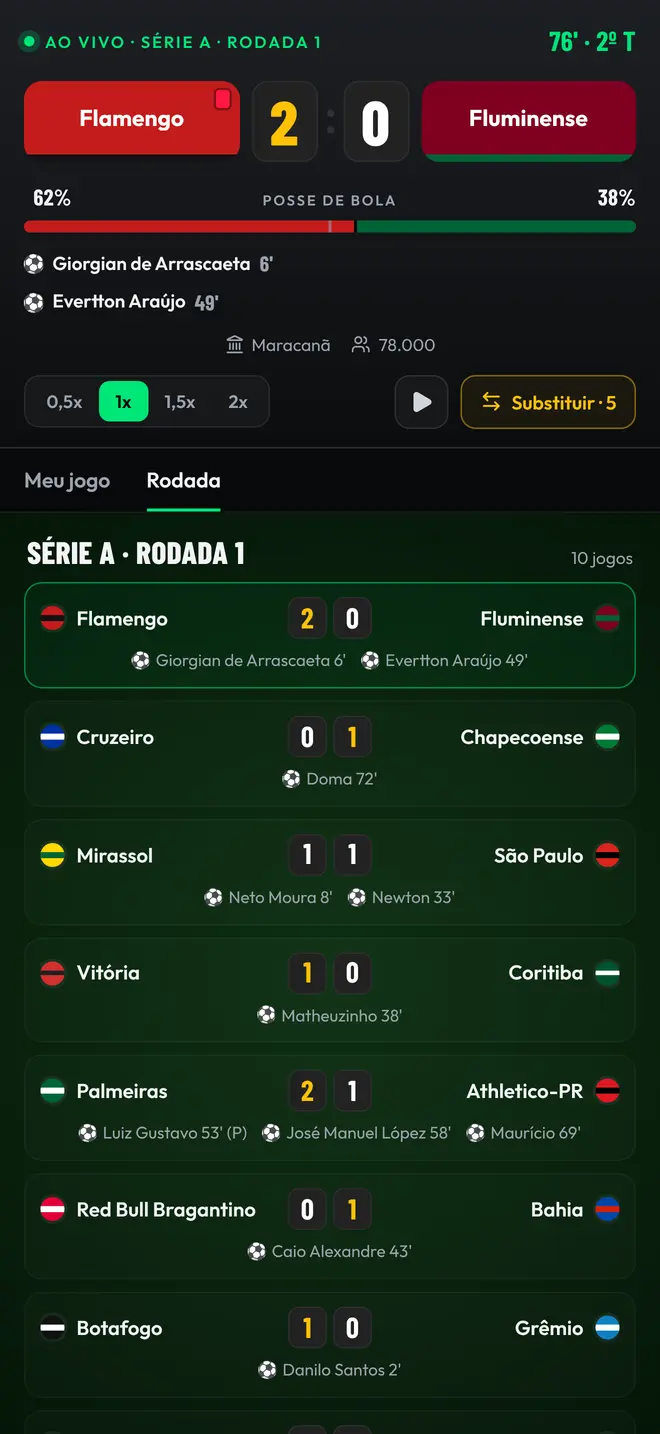 AO VIVO · SÉRIE A · RODADA 1
76' · 2º T
Flamengo 2 : 0 Fluminense
62% POSSE DE BOLA 38%
Giorgian de Arrascaeta 6'
Evertton Araújo 49'
Maracanã 78.000
0,5x 1x 1,5x 2x Substituir · 5
Meu jogo Rodada
SÉRIE A · RODADA 1 10 jogos
Flamengo 2 0 Fluminense
Giorgian de Arrascaeta 6' Evertton Araújo 49'
Cruzeiro 0 1 Chapecoense
Doma 72'
Mirassol 1 1 São Paulo
Neto Moura 8' Newton 33'
Vitória 1 0 Coritiba
Matheuzinho 38'
Palmeiras 2 1 Athletico-PR
Luiz Gustavo 53' (P) José Manuel López 58' Maurício 69'
Red Bull Bragantino 0 1 Bahia
Caio Alexandre 43'
Botafogo 1 0 Grêmio
Danilo Santos 2'